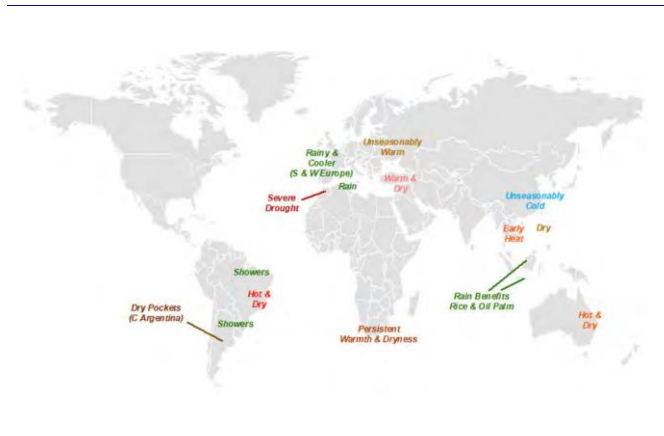 Unseasonably
Warm
Rainy &
Cooler
(S & W Europe)
Rain
Warm &
Dry
Severe
Drought
Unseasonably
Cold
Early
Heat
Dry
Showers
Hot &
Dry
Rain Benefits
Rice & Oil Palm
Dry Pockets
(C Argentina)
Showers
Persistent
Warmth & Dryness
Hot &
Dry